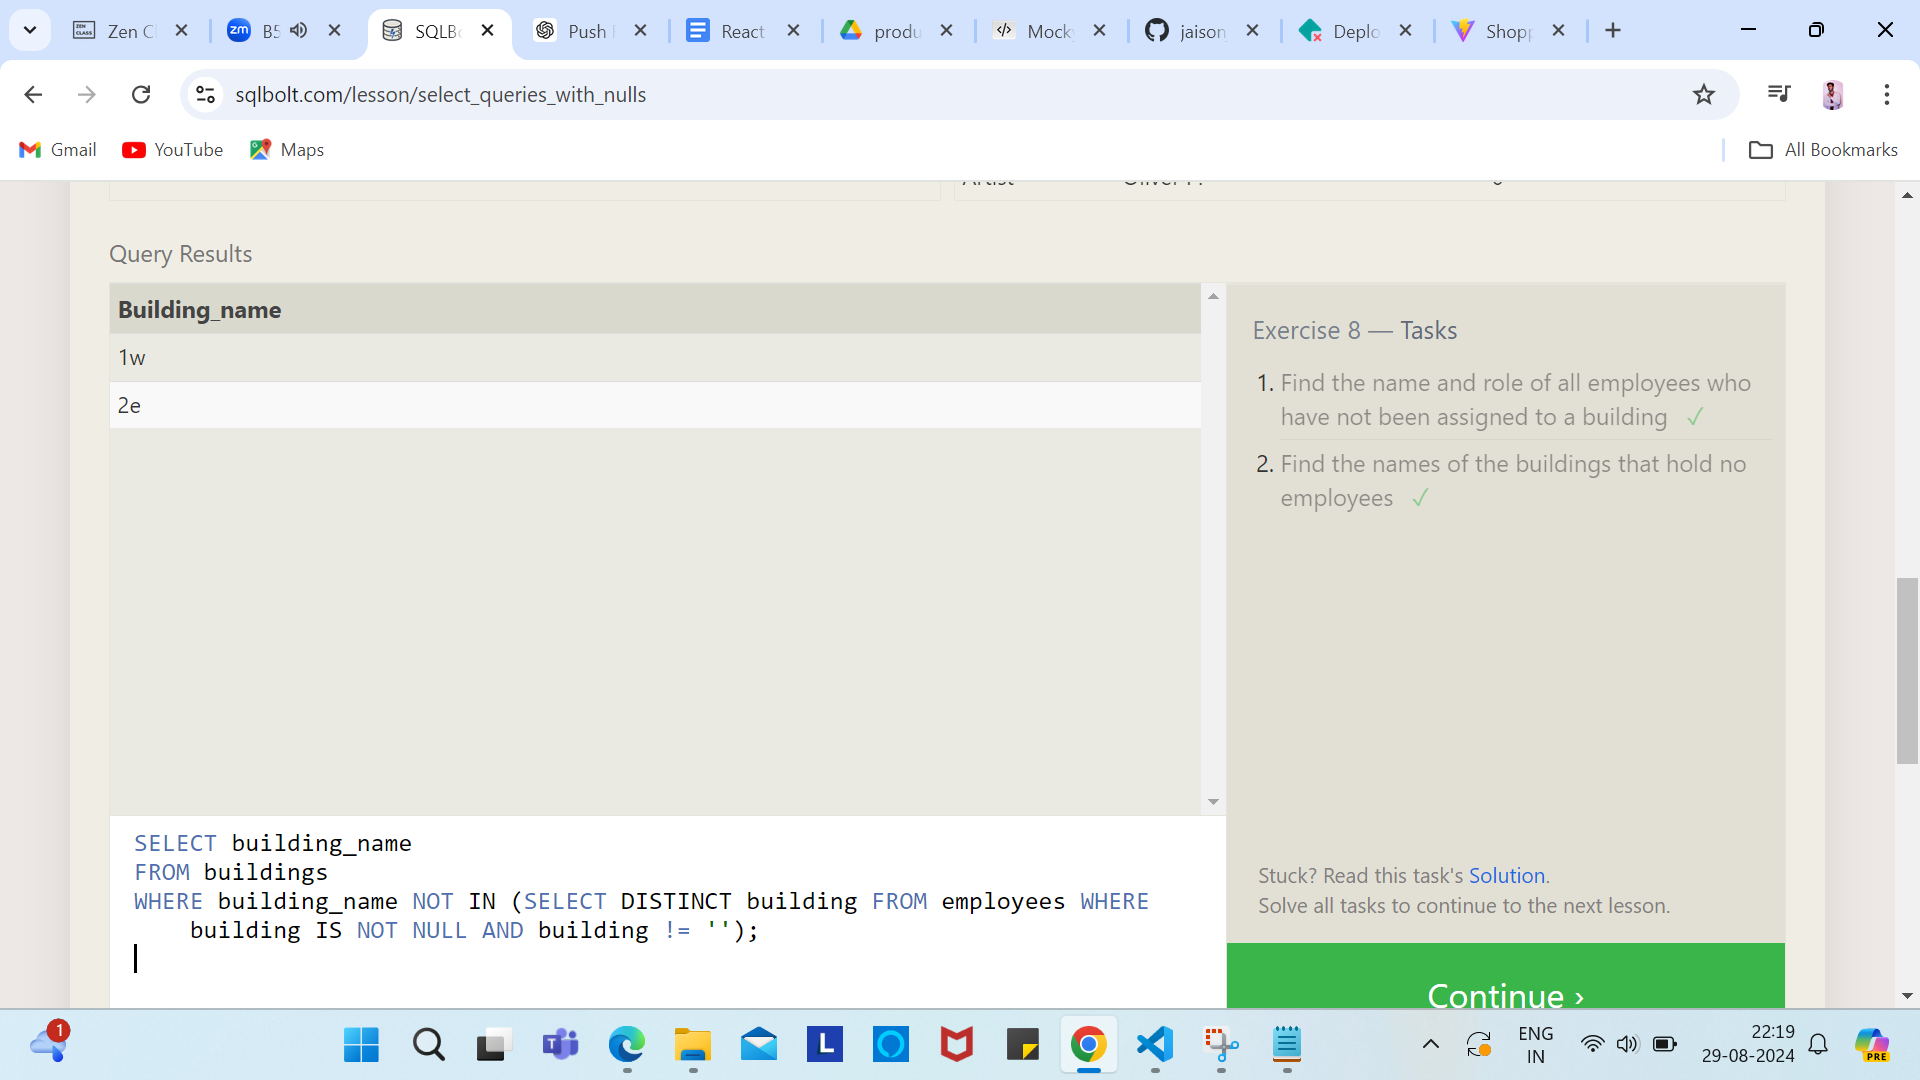 Zen C
B5
SQLB
Push
React
produ
Mock
jaison
Deplo
Shop
sqlbolt.com/lesson/select_queries_with_nulls
Gmail
YouTube
Maps
All Bookmarks
Query Results
Building_name
1w
2e
Exercise 8 — Tasks
1. Find the name and role of all employees who
have not been assigned to a building ✓
2. Find the names of the buildings that hold no
employees ✓
SELECT building_name
FROM buildings
WHERE building_name NOT IN (SELECT DISTINCT building FROM employees WHERE
building IS NOT NULL AND building != '');
Stuck? Read this task's Solution.
Solve all tasks to continue to the next lesson.
Continue ›
1
ENG
IN
22:19
29-08-2024
PRE